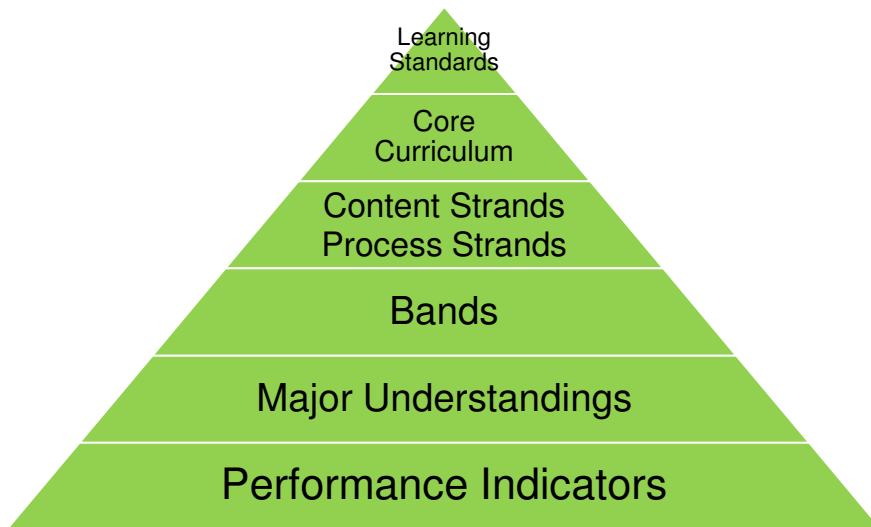 Learning
Standards
Core
Curriculum
Content Strands
Process Strands
Bands
Major Understandings
Performance Indicators